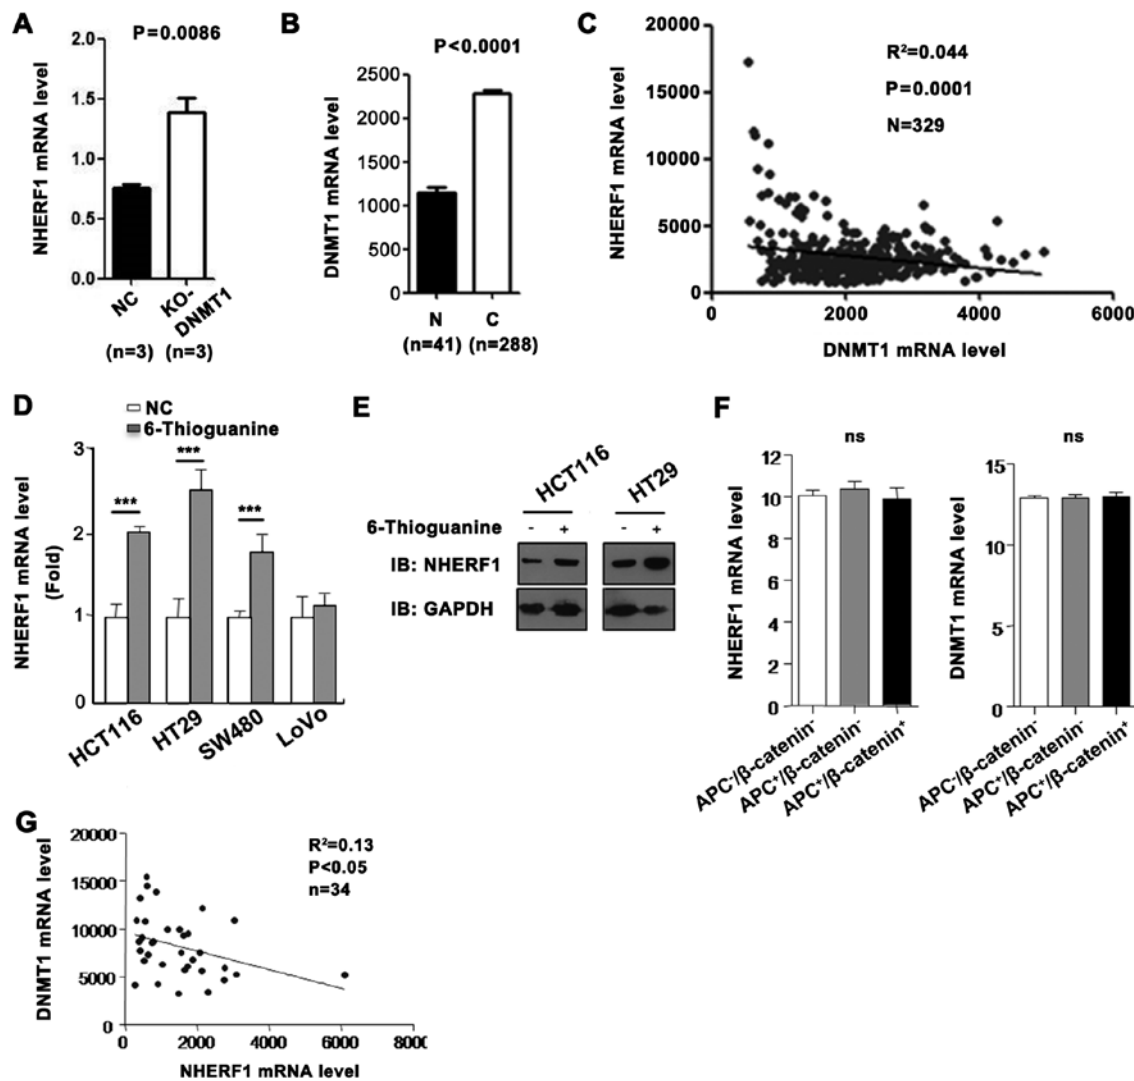 A
P=0.0086
NHERF1 mRNA level
2.0
1.5
1.0
0.5
0.0
NC
KO-
DNMT1
(n=3) (n=3)
B
P<0.0001
DNMT1 mRNA level
2500
2000
1600
1200
1000
500
400
0
N C
(n=41) (n=288)
C
R²=0.044
P=0.0001
N=329
NHERF1 mRNA level
20000
15000
10000
5000
0
0 2000 4000 6000
DNMT1 mRNA level
D
NC
6-Thioguanine
NHERF1 mRNA level
(Fold)
3
2
1
0
*** *** ***
HCT116 HT29 SW480 LoVo
E
HCT116 HT29
6-Thioguanine - + - +
IB: NHERF1
IB: GAPDH
F
ns
NHERF1 mRNA level
12
10
8
6
4
2
0
APC⁻/β-catenin⁻ APC⁺/β-catenin⁻ APC⁺/β-catenin⁺
ns
DNMT1 mRNA level
15
10
5
0
APC⁻/β-catenin⁻ APC⁺/β-catenin⁻ APC⁺/β-catenin⁺
G
R²=0.13
P<0.05
n=34
DNMT1 mRNA level
20000
15000
10000
5000
0
0 2000 4000 6000 8000
NHERF1 mRNA level